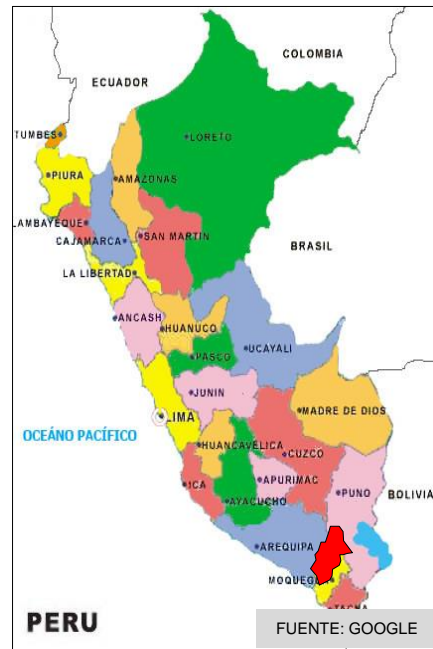 COLOMBIA
ECUADOR
TUMBES
LORETO
PIURA
AMAZONAS
LAMBAYEQUE
SAN MARTIN
CAJAMARCA
BRASIL
LA LIBERTAD
ANCASH
HUANUCO
UCAYALI
PASCO
JUNIN
MADRE DE DIOS
LIMA
OCEÁNO PACÍFICO
HUANCAVELICA
CUZCO
ICA
APURIMAC
PUNO
BOLIVIA
AYACUCHO
AREQUIPA
PERU
FUENTE: GOOGLE